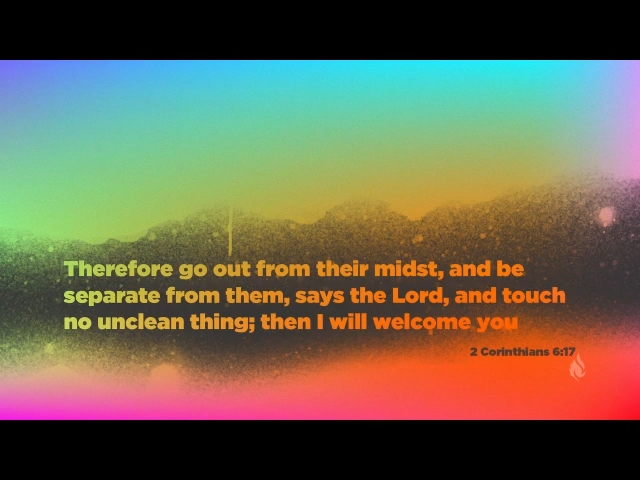 Therefore go out from their midst, and be
separate from them, says the Lord, and touch
no unclean thing; then I will welcome you
2 Corinthians 6:17